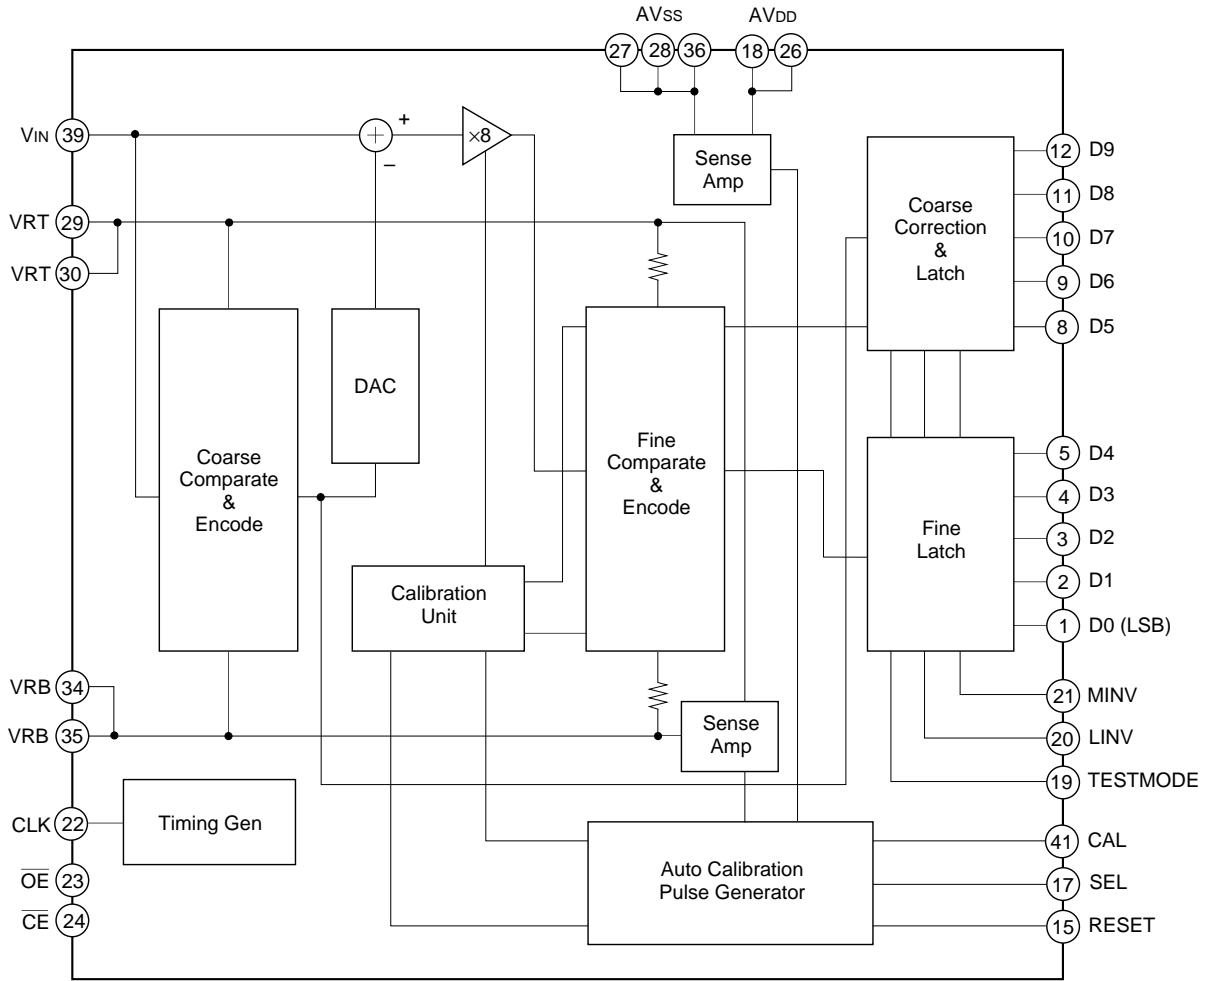 AVSS
AVDD
27
28
36
18
26
VIN
39
+
+
−
×8
Sense
Amp
VRT
29
VRT
30
Coarse
Correction
&
Latch
12
D9
11
D8
10
D7
9
D6
8
D5
DAC
Coarse
Comparate
&
Encode
Fine
Comparate
&
Encode
Fine
Latch
5
D4
4
D3
3
D2
2
D1
1
D0 (LSB)
Calibration
Unit
VRB
34
VRB
35
Sense
Amp
21
MINV
20
LINV
19
TESTMODE
CLK
22
Timing Gen
OE
23
CE
24
Auto Calibration
Pulse Generator
41
CAL
17
SEL
15
RESET